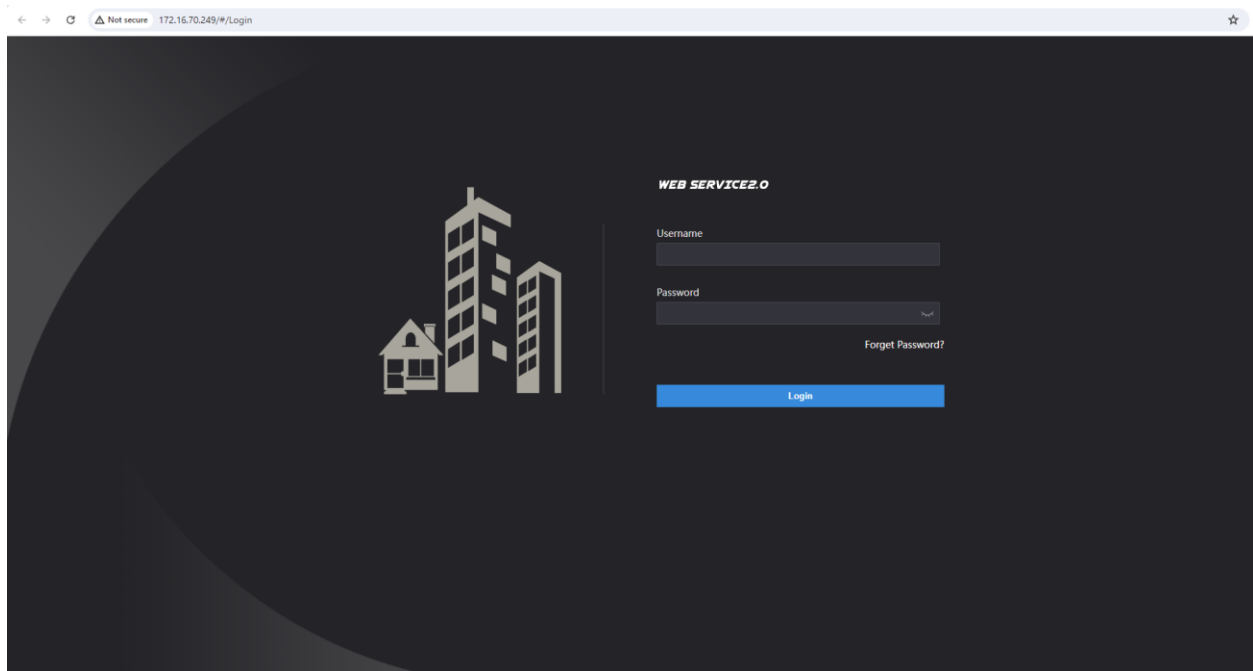 Not secure 172.16.70.249/#/Login
WEB SERVICE2.0
Username
Password
Forget Password?
Login